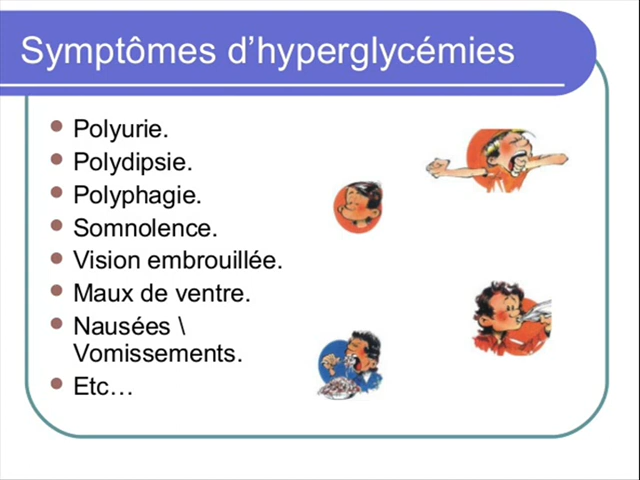 Symptômes d’hyperglycémies
Polyurie.
Polydipsie.
Polyphagie.
Somnolence.
Vision embrouillée.
Maux de ventre.
Nausées \
Vomissements.
Etc…